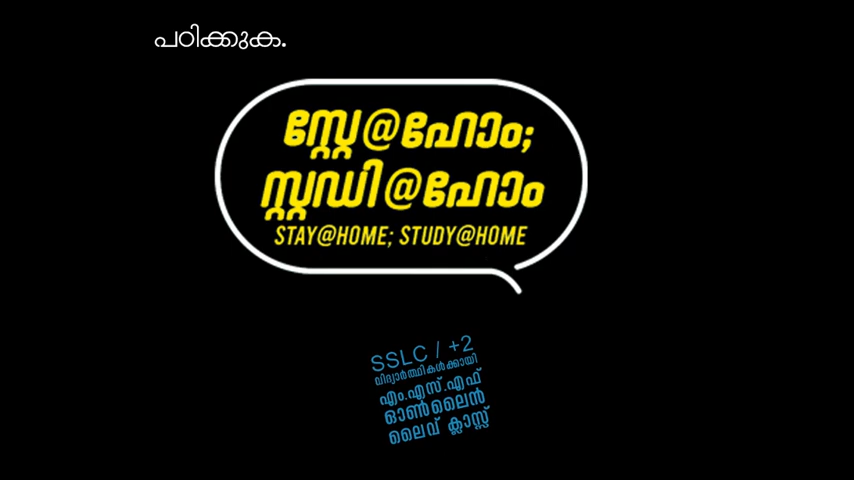 പഠിക്കുക.
സ്റ്റേ@ഹോം;
സ്റ്റഡി@ഹോം
STAY@HOME; STUDY@HOME
SSLC / +2
വിദ്യാർത്ഥികൾക്കായി
എം.എസ്.എഫ്
ഓൺലൈൻ
ലൈവ് ക്ലാസ്സ്